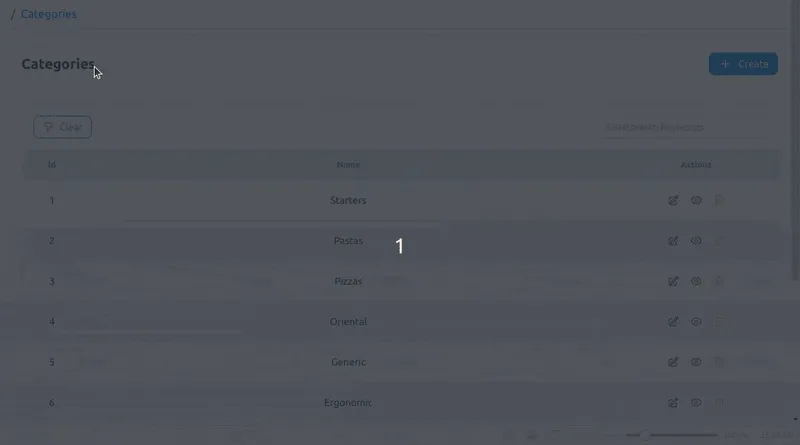 / Categories
Categories
+ Create
Clear
Id Name Actions
1 Starters
2 Pastas
1
3 Pizzas
4 Oriental
5 Generic
6 Ergonomic